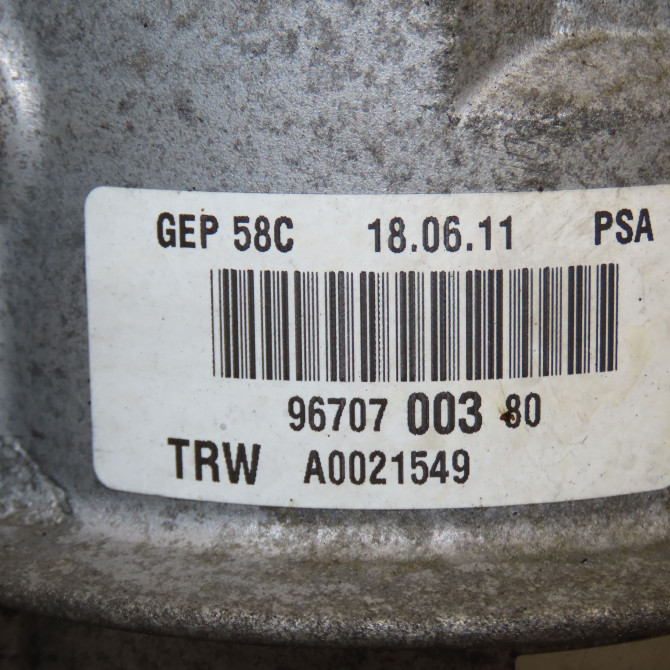 GEP 58C 18.06.11 PSA
96707 003 80
TRW A0021549